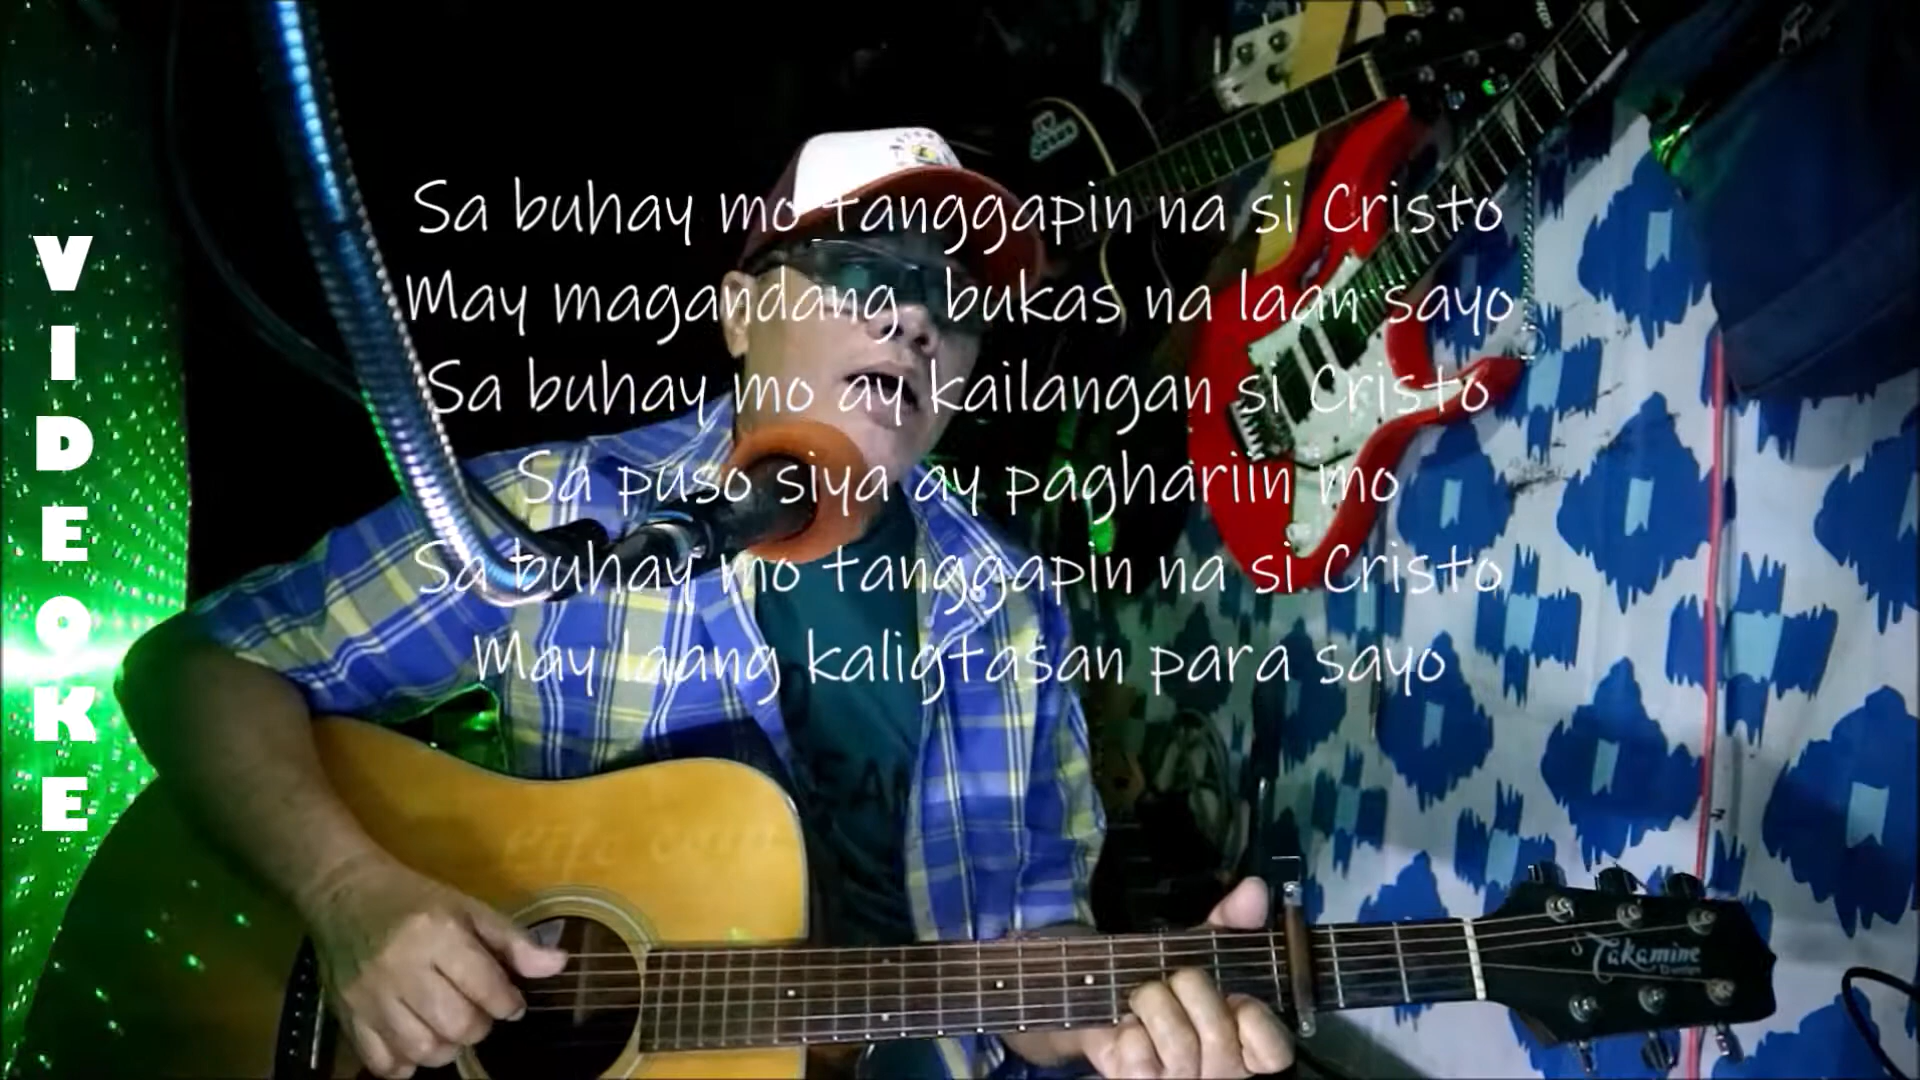 VIDEOKE
Sa buhay mo tanggapin na si Cristo
May magandang bukas na laan sayo
Sa buhay mo ay kailangan si Cristo
Sa puso siya ay paghariin mo
Sa buhay mo tanggapin na si Cristo
May laang kaligtasan para sayo
Takamine